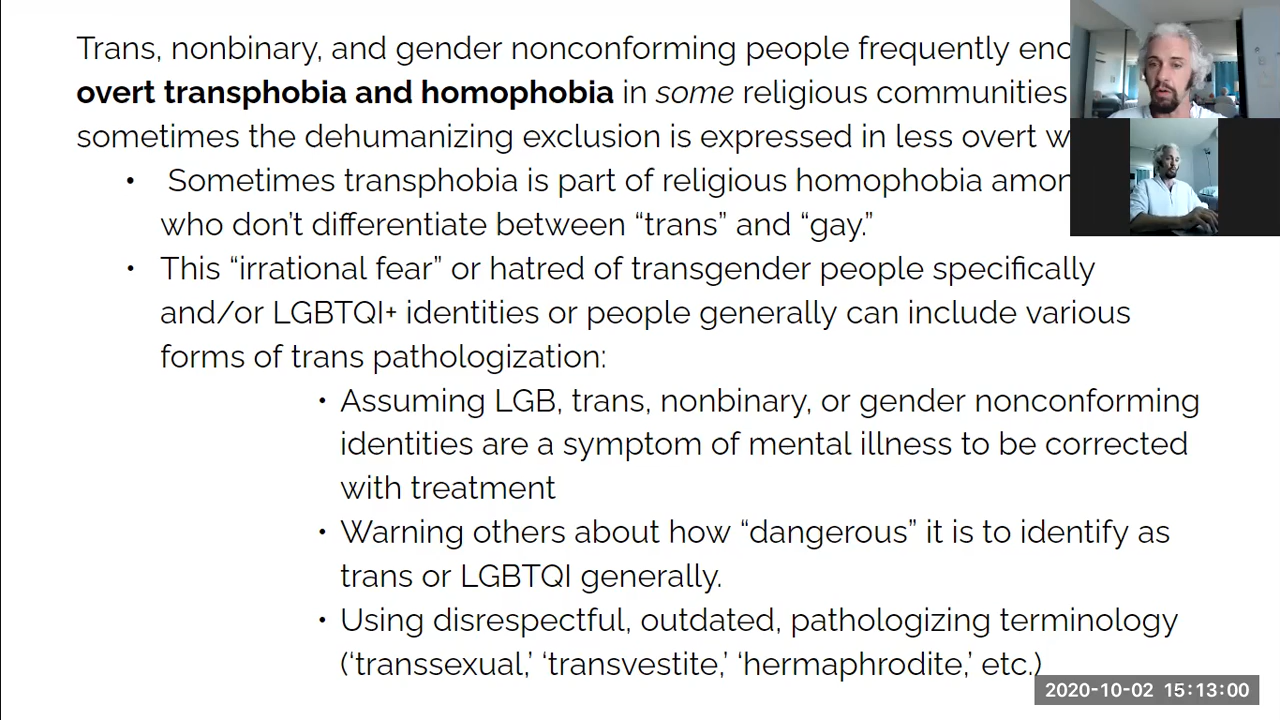 Trans, nonbinary, and gender nonconforming people frequently
overt transphobia and homophobia in some religious communities
sometimes the dehumanizing exclusion is expressed in less overt
• Sometimes transphobia is part of religious homophobia
who don't differentiate between “trans” and “gay.”
• This “irrational fear” or hatred of transgender people specifically
and/or LGBTQI+ identities or people generally can include various
forms of trans pathologization:
• Assuming LGB, trans, nonbinary, or gender nonconforming
identities are a symptom of mental illness to be corrected
with treatment
• Warning others about how “dangerous” it is to identify as
trans or LGBTQI generally.
• Using disrespectful, outdated, pathologizing terminology
(‘transsexual,’ ‘transvestite,’ ‘hermaphrodite,’ etc.)
2020-10-02 15:13:00